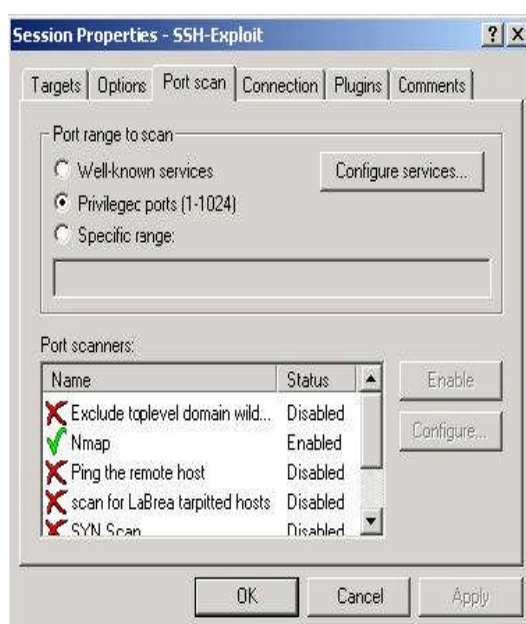 Session Properties - SSH-Exploit
? X
Targets Options Port scan Connection Plugins Comments
Port range to scan
Well-known services
Configure services...
Privileged ports (1-1024)
Specific range:
Port scanners:
Name Status
Exclude toplevel domain wild... Disabled
Nmap Enabled
Ping the remote host Disabled
scan for LaBrea tarpitted hosts Disabled
SYN Scan Disabled
Enable
Configure...
OK Cancel Apply